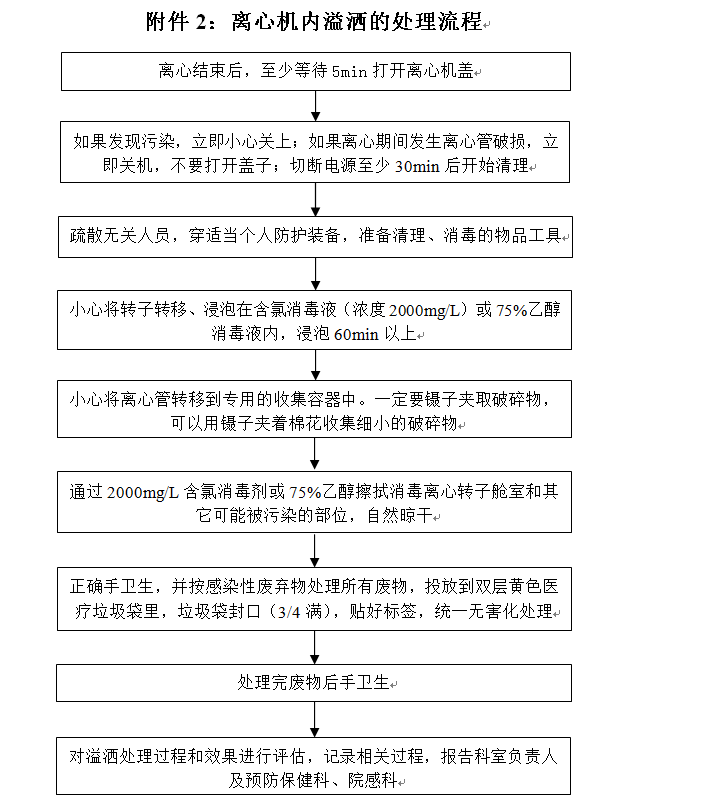 附件 2：离心机内溢洒的处理流程
离心结束后，至少等待 5min 打开离心机盖
如果发现污染，立即小心关上；如果离心期间发生离心管破损，立
即关机，不要打开盖子；切断电源至少 30min 后开始清理
疏散无关人员，穿适当个人防护装备，准备清理、消毒的物品工具
小心将转子转移、浸泡在含氯消毒液（浓度 2000mg/L）或 75%乙醇
消毒液内，浸泡 60min 以上
小心将离心管转移到专用的收集容器中。一定要镊子夹取破碎物，
可以用镊子夹着棉花收集细小的破碎物
通过 2000mg/L 含氯消毒剂或 75%乙醇擦拭消毒离心转子舱室和其
它可能被污染的部位，自然晾干
正确手卫生，并按感染性废弃物处理所有废物，投放到双层黄色医
疗垃圾袋里，垃圾袋封口（3/4 满），贴好标签，统一无害化处理
处理完废物后手卫生
对溢洒处理过程和效果进行评估，记录相关过程，报告科室负责人
及预防保健科、院感科